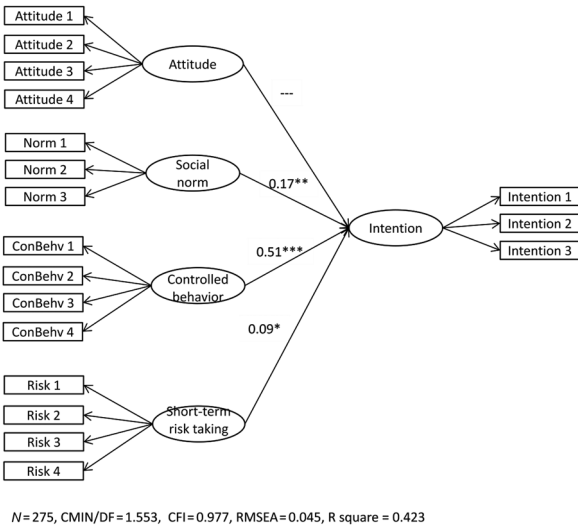 Attitude 1
Attitude 2
Attitude 3
Attitude 4
Attitude
---
Norm 1
Norm 2
Norm 3
Social
norm
0.17**
Intention
Intention 1
Intention 2
Intention 3
ConBehv 1
ConBehv 2
ConBehv 3
ConBehv 4
Controlled
behavior
0.51***
0.09*
Risk 1
Risk 2
Risk 3
Risk 4
Short-term
risk taking
N=275, CMIN/DF=1.553, CFI=0.977, RMSEA=0.045, R square = 0.423